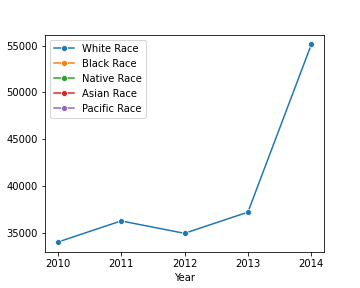 55000
50000
45000
40000
35000
White Race
Black Race
Native Race
Asian Race
Pacific Race
2010 2011 2012 2013 2014
Year